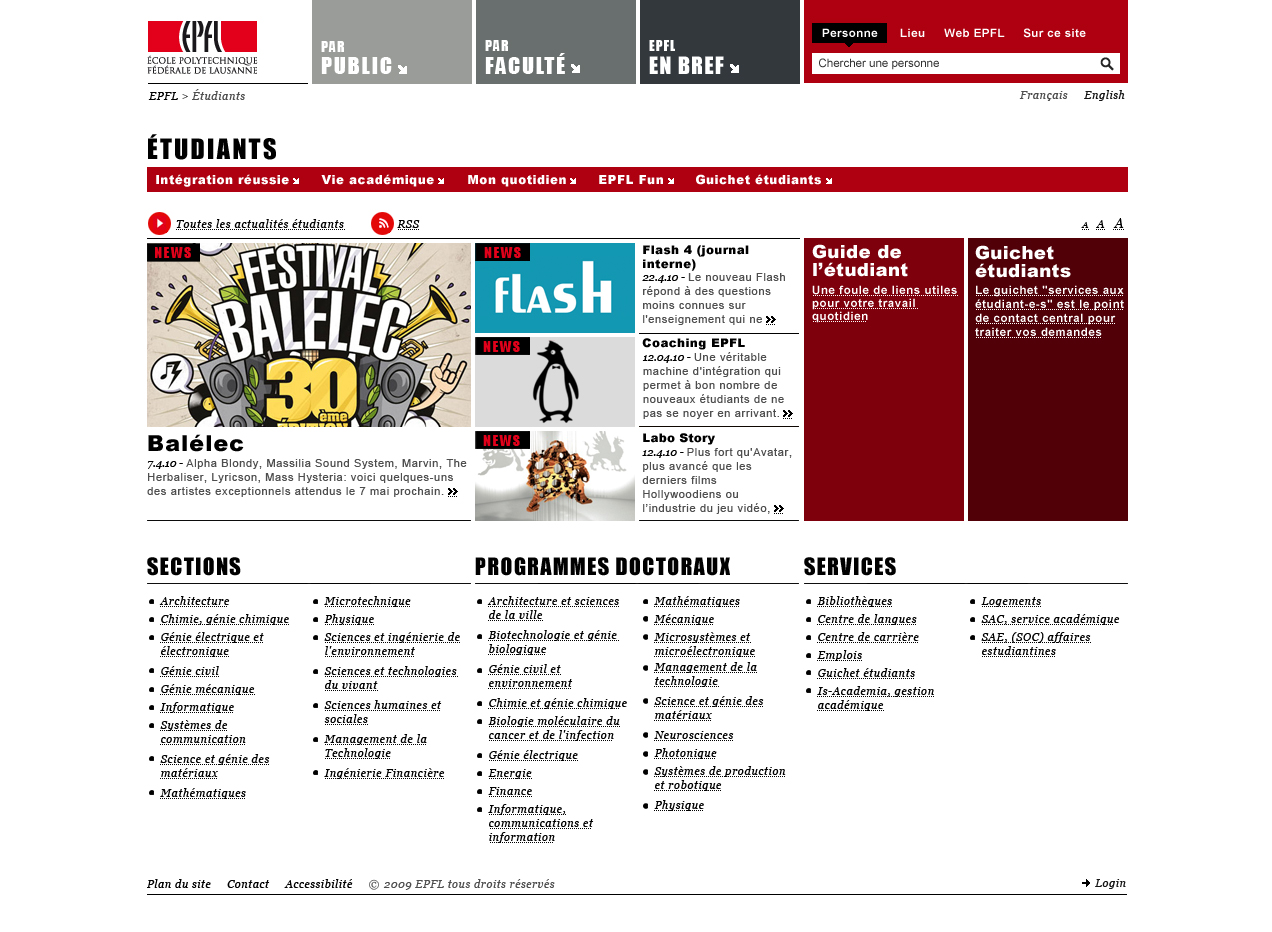 EPFL
ÉCOLE POLYTECHNIQUE
FÉDÉRALE DE LAUSANNE
PAR
PUBLIC
PAR
FACULTÉ
EPFL
EN BREF
Personne Lieu Web EPFL Sur ce site
Chercher une personne
EPFL > Étudiants
Français English
ÉTUDIANTS
Intégration réussie Vie académique Mon quotidien EPFL Fun Guichet étudiants
Toutes les actualités étudiants RSS
A A A
NEWS
FESTIVAL
BALELEC
30
ème
ÉDITION
Balélec
7.4.10 - Alpha Blondy, Massilia Sound System, Marvin, The
Herbaliser, Lyricson, Mass Hysteria: voici quelques-uns
des artistes exceptionnels attendus le 7 mai prochain.
NEWS
flash
Flash 4 (journal
interne)
22.4.10 - Le nouveau Flash
répond à des questions
moins connues sur
l'enseignement qui ne
NEWS
Coaching EPFL
12.04.10 - Une véritable
machine d'intégration qui
permet à bon nombre de
nouveaux étudiants de ne
pas se noyer en arrivant.
NEWS
Labo Story
12.4.10 - Plus fort qu'Avatar,
plus avancé que les
derniers films
Hollywoodiens ou
l'industrie du jeu vidéo,
Guide de
l'étudiant
Une foule de liens utiles
pour votre travail
quotidien
Guichet
étudiants
Le guichet "services aux
étudiant-e-s" est le point
de contact central pour
traiter vos demandes
SECTIONS
Architecture
Chimie, génie chimique
Génie électrique et
électronique
Génie civil
Génie mécanique
Informatique
Systèmes de
communication
Science et génie des
matériaux
Mathématiques
Microtechnique
Physique
Sciences et ingénierie de
l'environnement
Sciences et technologies
du vivant
Sciences humaines et
sociales
Management de la
Technologie
Ingénierie Financière
PROGRAMMES DOCTORAUX
Architecture et sciences
de la ville
Biotechnologie et génie
biologique
Génie civil et
environnement
Chimie et génie chimique
Biologie moléculaire du
cancer et de l'infection
Génie électrique
Energie
Finance
Informatique,
communications et
information
Mathématiques
Mécanique
Microsystèmes et
microélectronique
Management de la
technologie
Science et génie des
matériaux
Neurosciences
Photonique
Systèmes de production
et robotique
Physique
SERVICES
Bibliothèques
Centre de langues
Centre de carrière
Emplois
Guichet étudiants
Is-Academia, gestion
académique
Logements
SAC, service académique
SAE, (SOC) affaires
estudiantines
Plan du site Contact Accessibilité © 2009 EPFL tous droits réservés
Login